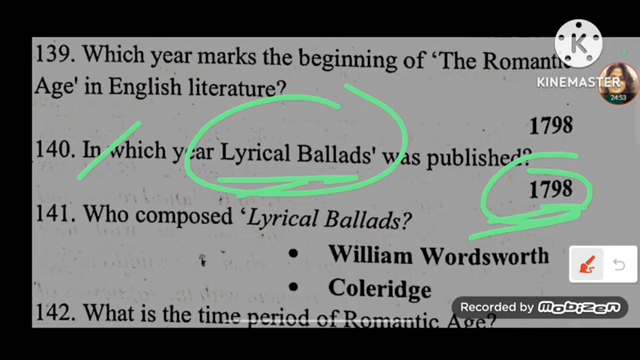 139. Which year marks the beginning of 'The Romantic
Age' in English literature?
KINEMASTER
24:53
1798
140. In which year Lyrical Ballads' was published?
1798
141. Who composed 'Lyrical Ballads?
• William Wordsworth
• Coleridge
142. What is the time period of Romantic Age?
Recorded by mobizen